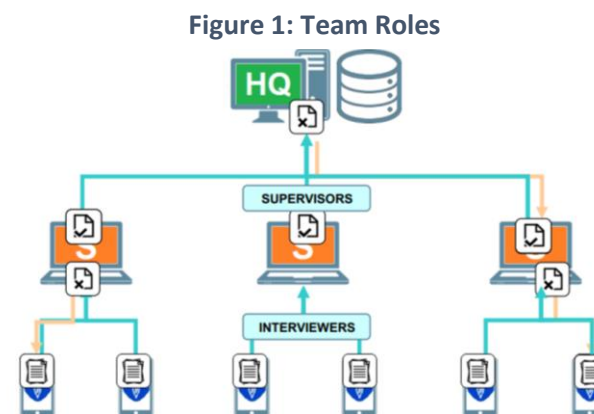 Figure 1: Team Roles
HQ
SUPERVISORS
S
S
INTERVIEWERS